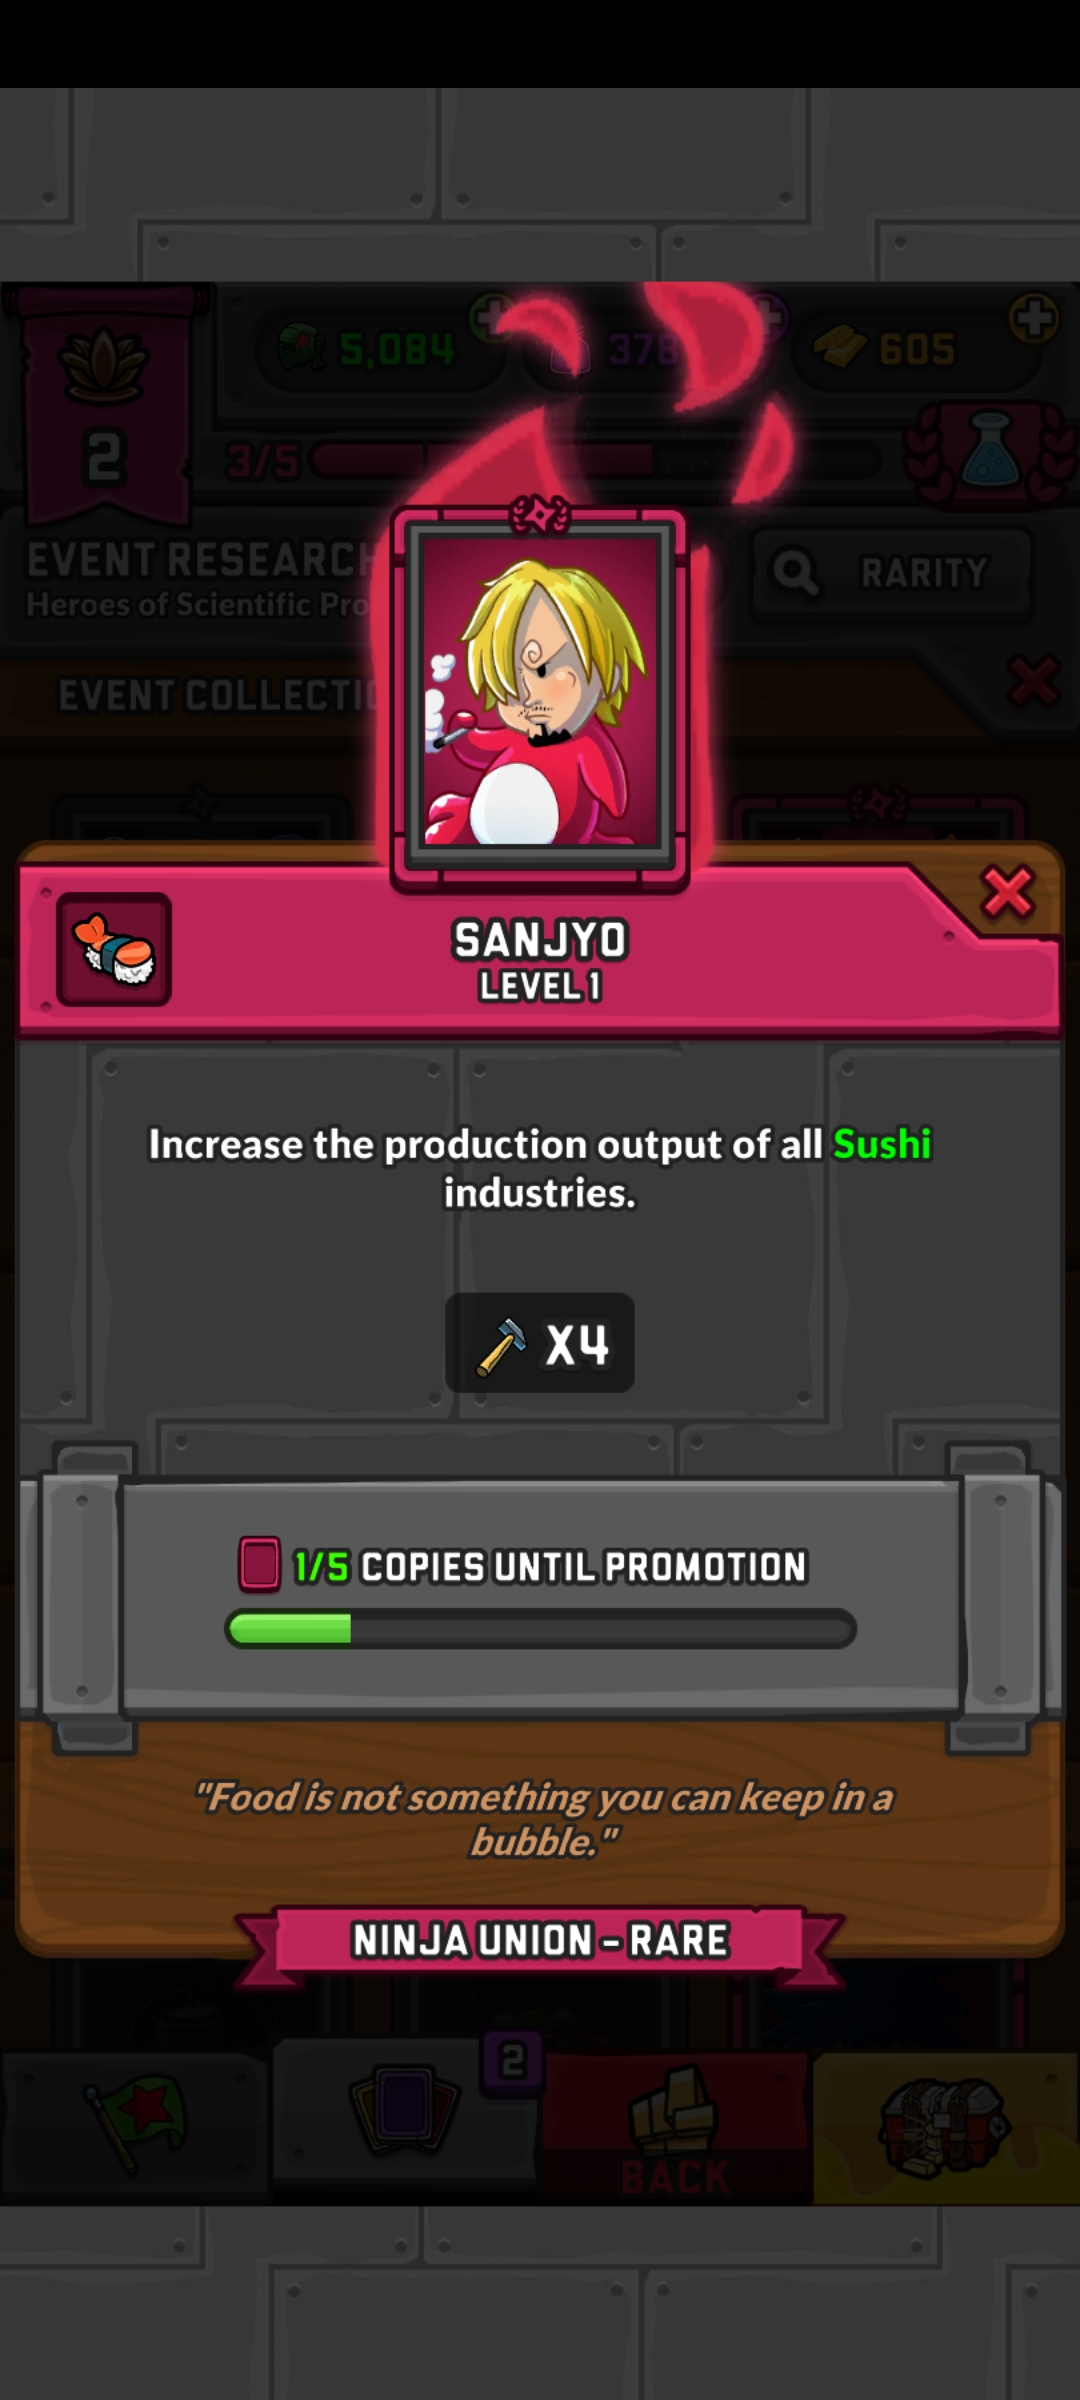 5,084
378
605
2
3/5
EVENT RESEARCH
Heroes of Scientific Pro
RARITY
EVENT COLLECTIO
SANJYO
LEVEL 1
Increase the production output of all Sushi
industries.
X4
1/5 COPIES UNTIL PROMOTION
"Food is not something you can keep in a
bubble."
NINJA UNION - RARE
2
BACK